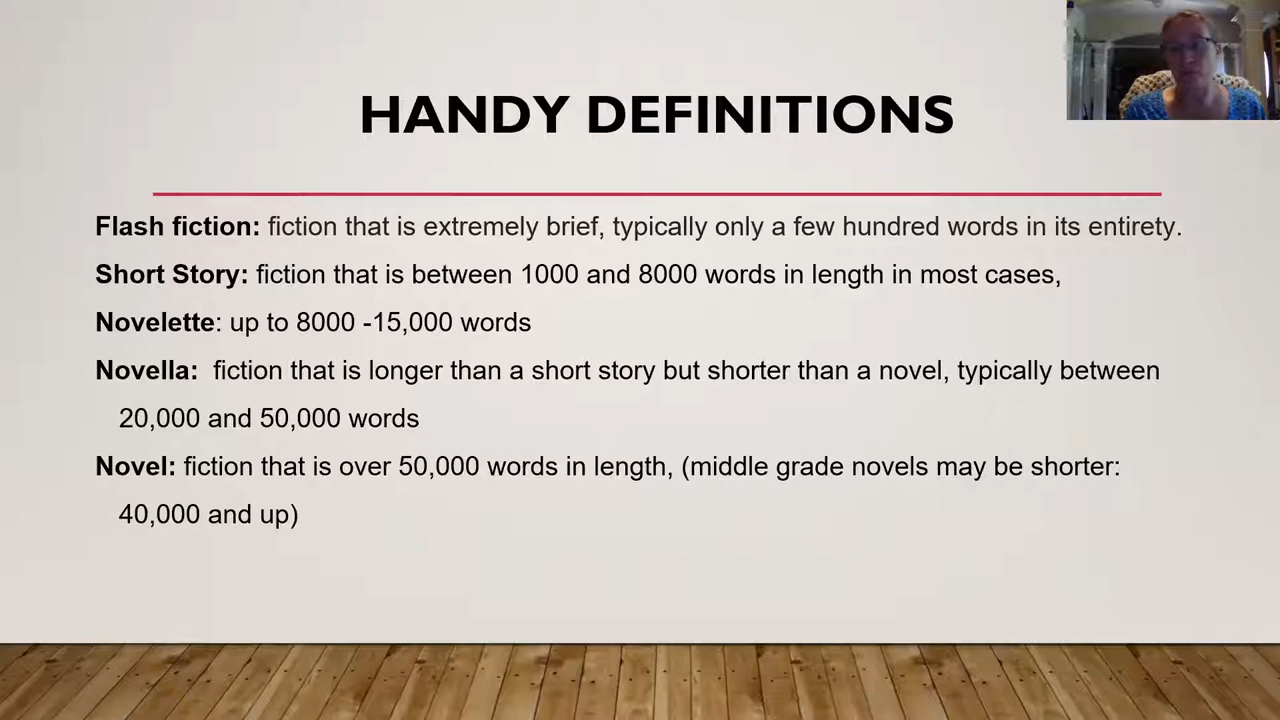 HANDY DEFINITIONS
Flash fiction: fiction that is extremely brief, typically only a few hundred words in its entirety.
Short Story: fiction that is between 1000 and 8000 words in length in most cases,
Novelette: up to 8000 -15,000 words
Novella:  fiction that is longer than a short story but shorter than a novel, typically between
20,000 and 50,000 words
Novel: fiction that is over 50,000 words in length, (middle grade novels may be shorter:
40,000 and up)